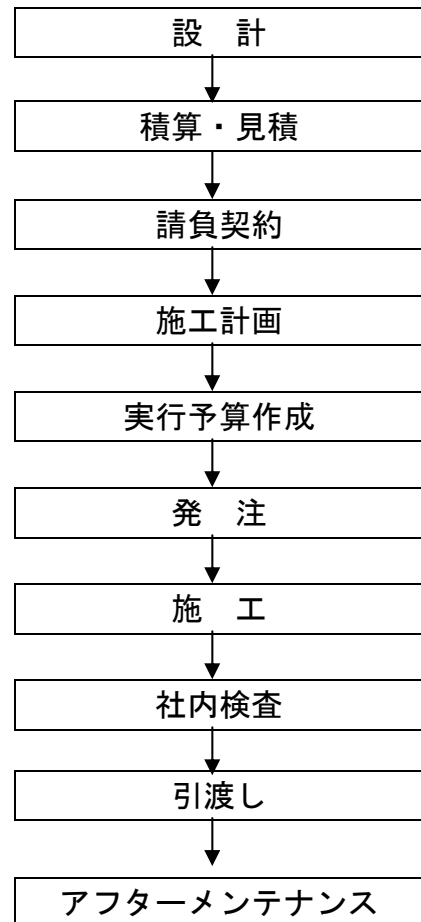 設　計
積算・見積
請負契約
施工計画
実行予算作成
発　注
施　工
社内検査
引渡し
アフターメンテナンス